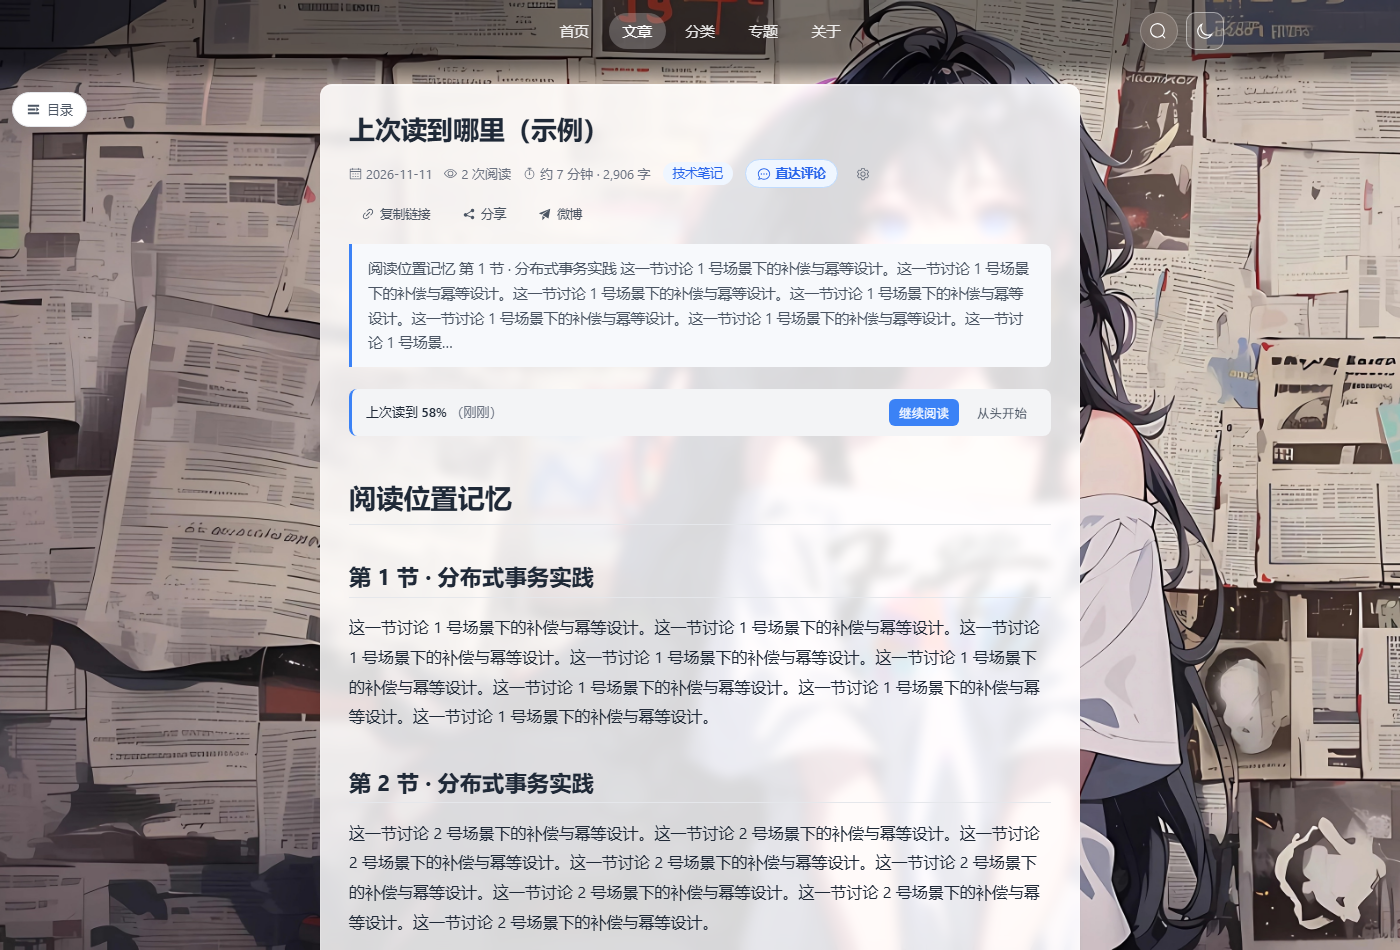 首页 文章 分类 专题 关于
目录
上次读到哪里（示例）
2026-11-11 2 次阅读 约 7 分钟 · 2,906 字 技术笔记 直达评论
复制链接 分享 微博
阅读位置记忆 第 1 节 · 分布式事务实践 这一节讨论 1 号场景下的补偿与幂等设计。这一节讨论 1 号场景
下的补偿与幂等设计。这一节讨论 1 号场景下的补偿与幂等设计。这一节讨论 1 号场景下的补偿与幂等
设计。这一节讨论 1 号场景下的补偿与幂等设计。这一节讨论 1 号场景下的补偿与幂等设计。这一节讨
论 1 号场景...
上次读到 58% （刚刚） 继续阅读 从头开始
阅读位置记忆
第 1 节 · 分布式事务实践
这一节讨论 1 号场景下的补偿与幂等设计。这一节讨论 1 号场景下的补偿与幂等设计。这一节讨论
1 号场景下的补偿与幂等设计。这一节讨论 1 号场景下的补偿与幂等设计。这一节讨论 1 号场景下
的补偿与幂等设计。这一节讨论 1 号场景下的补偿与幂等设计。这一节讨论 1 号场景下的补偿与幂
等设计。这一节讨论 1 号场景下的补偿与幂等设计。
第 2 节 · 分布式事务实践
这一节讨论 2 号场景下的补偿与幂等设计。这一节讨论 2 号场景下的补偿与幂等设计。这一节讨论
2 号场景下的补偿与幂等设计。这一节讨论 2 号场景下的补偿与幂等设计。这一节讨论 2 号场景下
的补偿与幂等设计。这一节讨论 2 号场景下的补偿与幂等设计。这一节讨论 2 号场景下的补偿与幂
等设计。这一节讨论 2 号场景下的补偿与幂等设计。